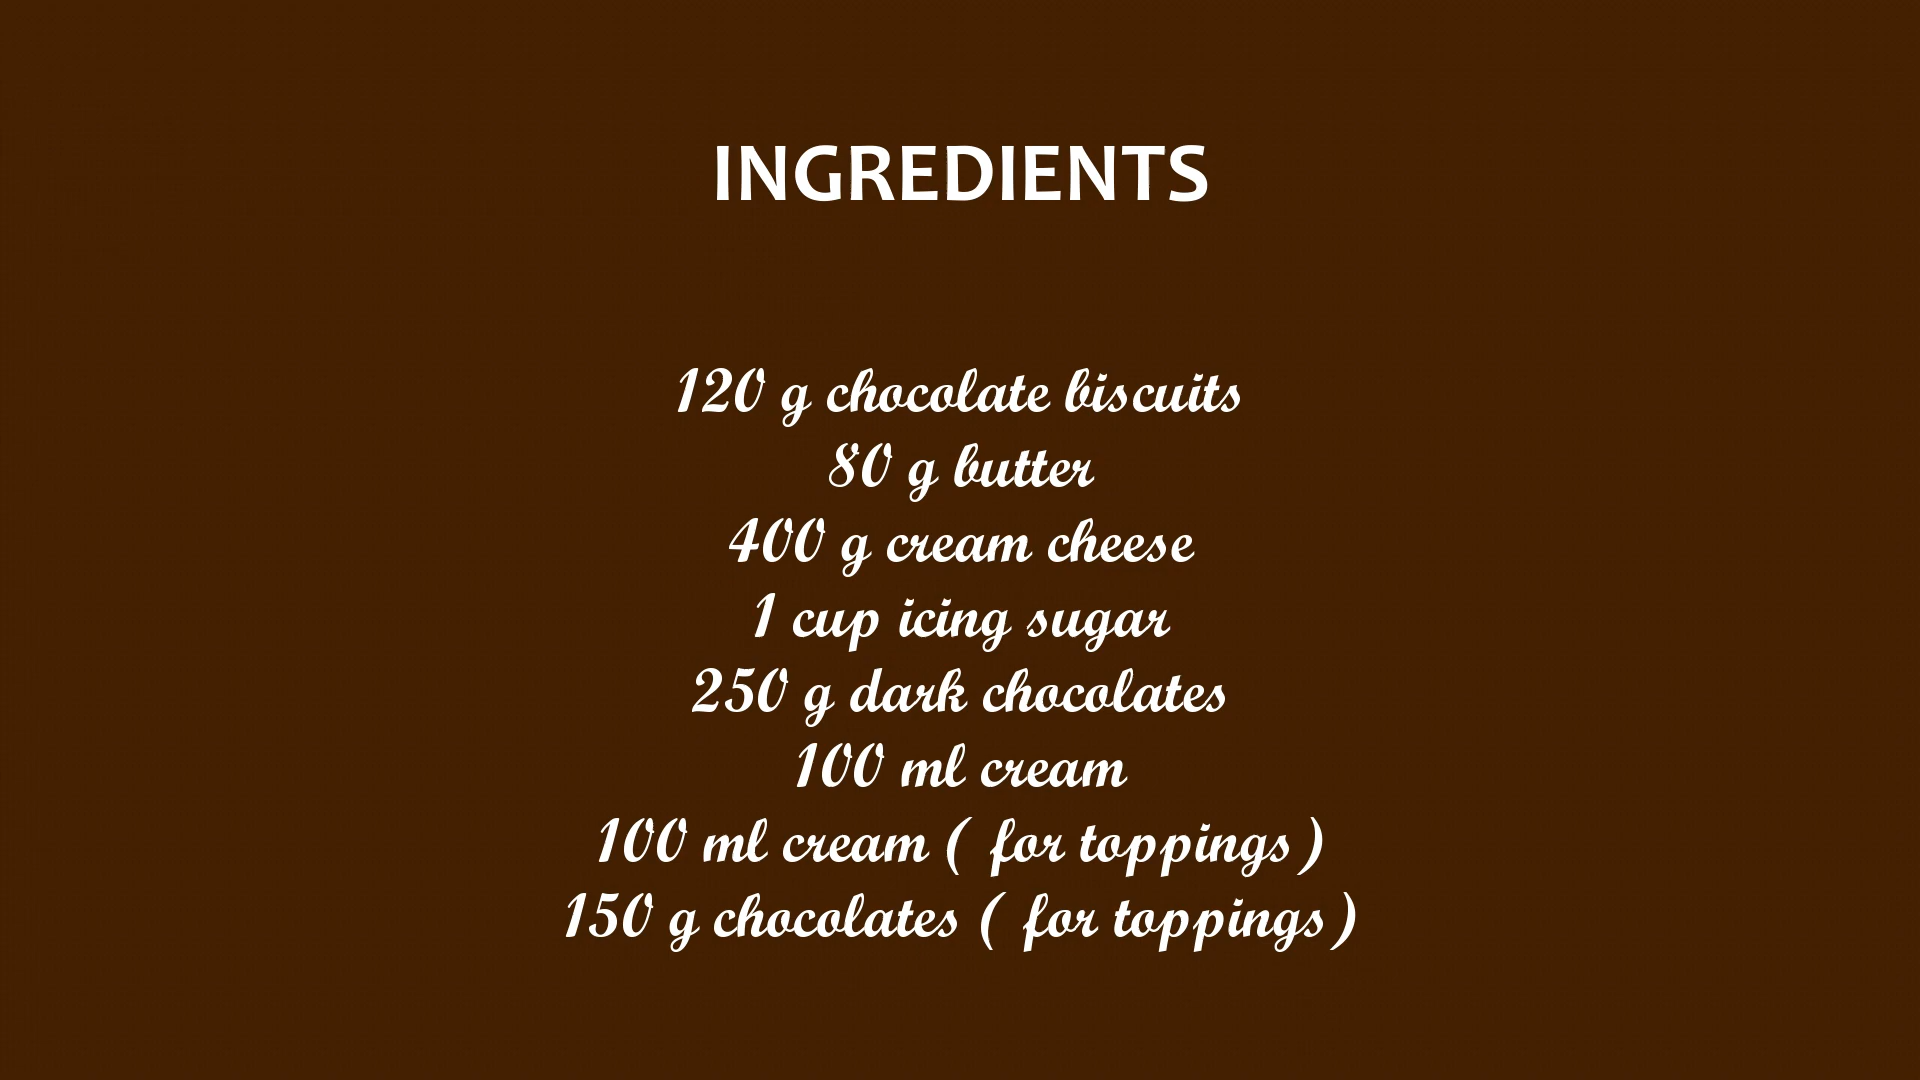 INGREDIENTS
120 g chocolate biscuits
80 g butter
400 g cream cheese
1 cup icing sugar
250 g dark chocolates
100 ml cream
100 ml cream ( for toppings )
150 g chocolates ( for toppings )